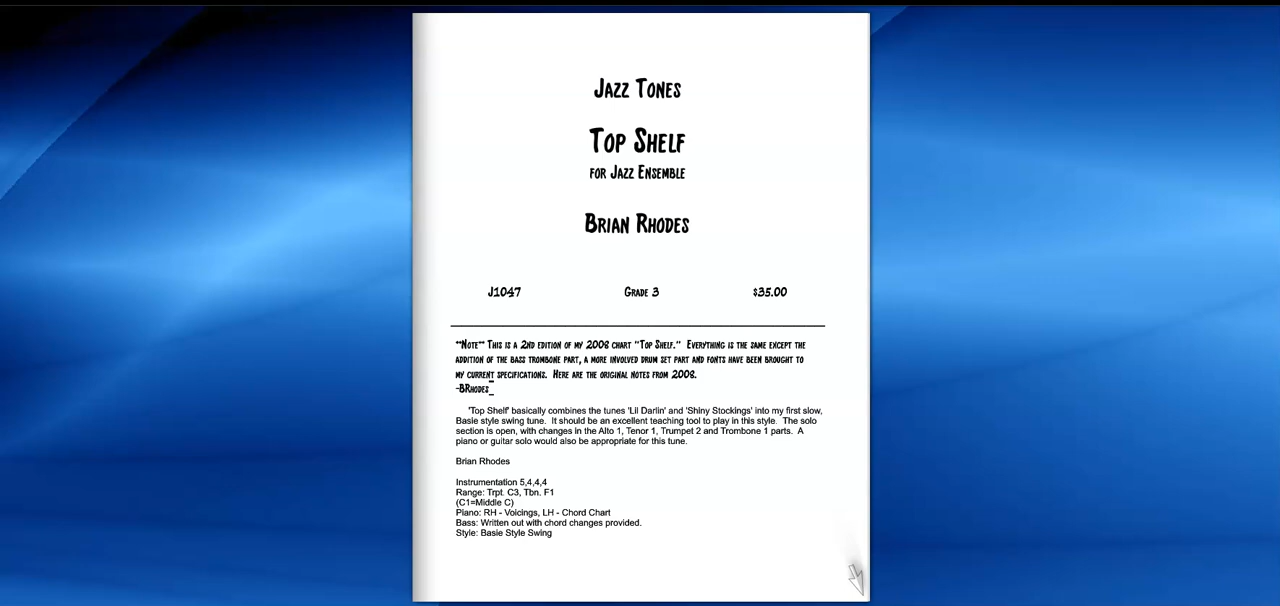 Jazz Tones
Top Shelf
for Jazz Ensemble
Brian Rhodes
J1047 Grade 3 $35.00
**Note** This is a 2nd edition of my 2008 chart "Top Shelf." Everything is the same except the
addition of the bass trombone part, a more involved drum set part and fonts have been brought to
my current specifications. Here are the original notes from 2008.
-BRhodes_
'Top Shelf' basically combines the tunes 'Lil Darlin' and 'Shiny Stockings' into my first slow,
Basie style swing tune. It should be an excellent teaching tool to play in this style. The solo
section is open, with changes in the Alto 1, Tenor 1, Trumpet 2 and Trombone 1 parts. A
piano or guitar solo would also be appropriate for this tune.
Brian Rhodes
Instrumentation 5,4,4,4
Range: Trpt. C3, Tbn. F1
(C1=Middle C)
Piano: RH - Voicings, LH - Chord Chart
Bass: Written out with chord changes provided.
Style: Basie Style Swing